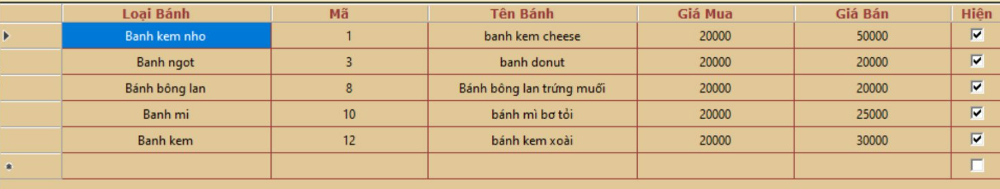 Loại Bánh Mã Tên Bánh Giá Mua Giá Bán Hiện
Banh kem nho 1 banh kem cheese 20000 50000
Banh ngot 3 banh donut 20000 20000
Bánh bông lan 8 Bánh bông lan trứng muối 20000 20000
Banh mi 10 bánh mì bơ tỏi 20000 25000
Banh kem 12 bánh kem xoài 20000 30000